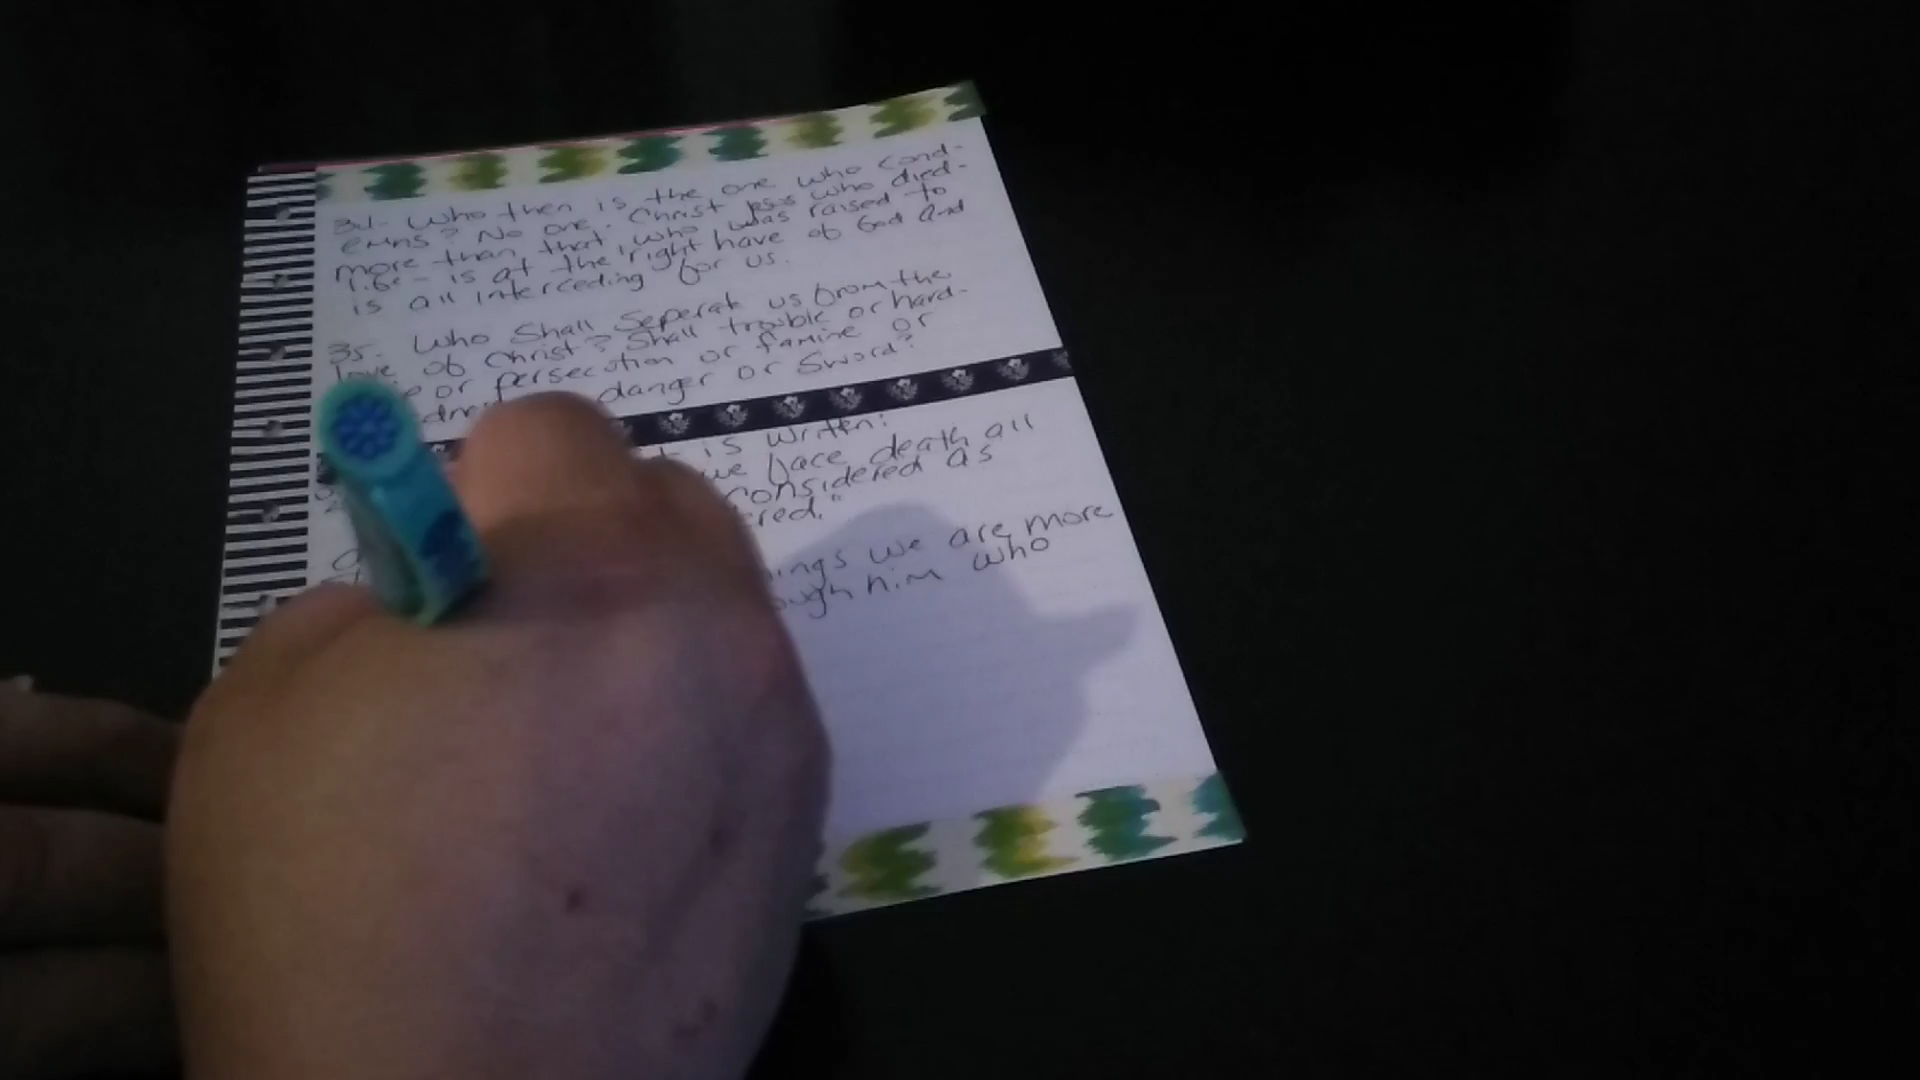 34. Who then is the one who cond-
emns? No one. Christ Jesus who died-
more than that, who was raised to
life - is at the right have of God and
is all interceding for us.
35. Who Shall Seperate us from the
love of Christ? Shall trouble or hard-
or persecution or famine or
danger or Sword?
is written:
we face death all
considered as
ings we are more
ough him who